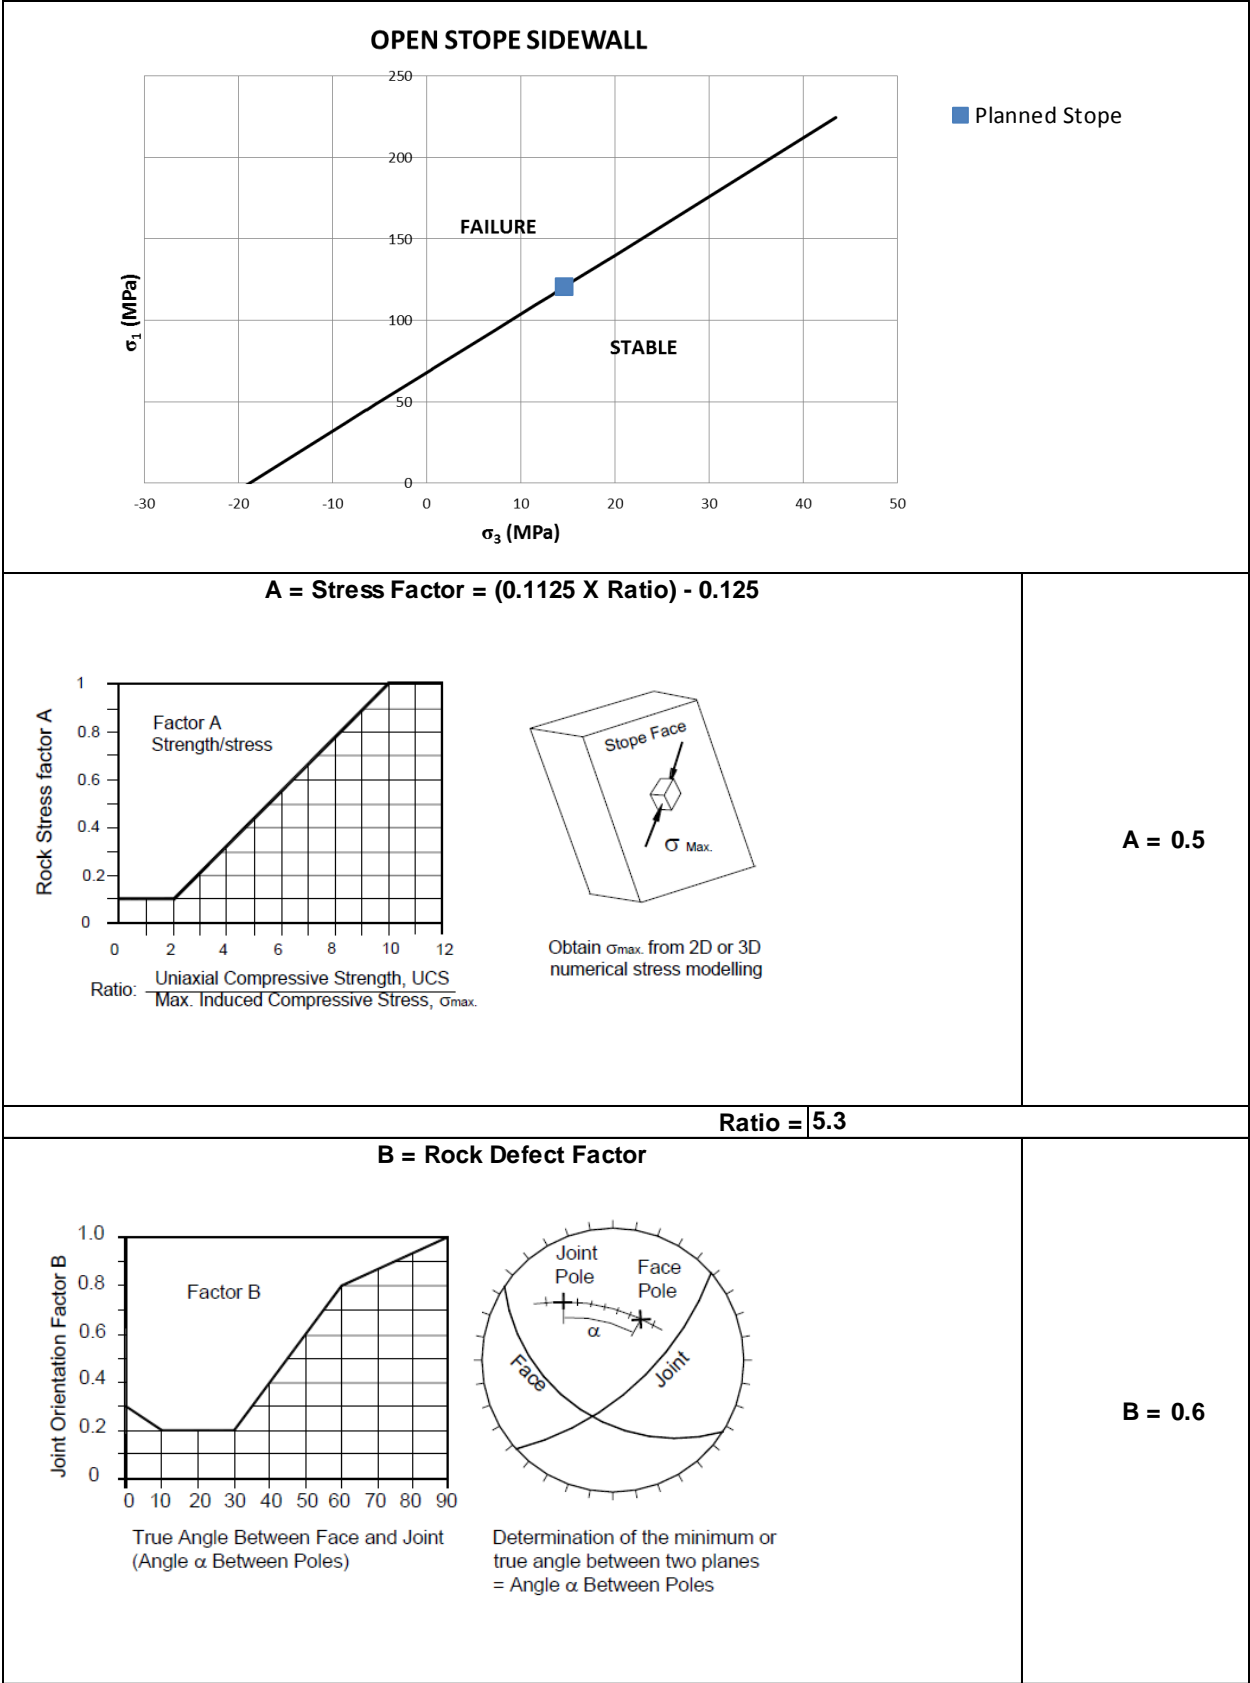 OPEN STOPE SIDEWALL
250
200
150
100
50
0
-30 -20 -10 0 10 20 30 40 50
σ1 (MPa)
σ3 (MPa)
FAILURE
STABLE
Planned Stope
A = Stress Factor = (0.1125 X Ratio) - 0.125
Rock Stress factor A
1
0.8
0.6
0.4
0.2
0
Factor A
Strength/stress
0 2 4 6 8 10 12
Ratio: Uniaxial Compressive Strength, UCS
Max. Induced Compressive Stress, σmax.
Stope Face
σ Max.
Obtain σmax. from 2D or 3D
numerical stress modelling
A = 0.5
Ratio = 5.3
B = Rock Defect Factor
Joint Orientation Factor B
1.0
0.8
0.6
0.4
0.2
0
Factor B
0 10 20 30 40 50 60 70 80 90
True Angle Between Face and Joint
(Angle α Between Poles)
Joint
Pole
Face
Pole
α
Face
Joint
Determination of the minimum or
true angle between two planes
= Angle α Between Poles
B = 0.6